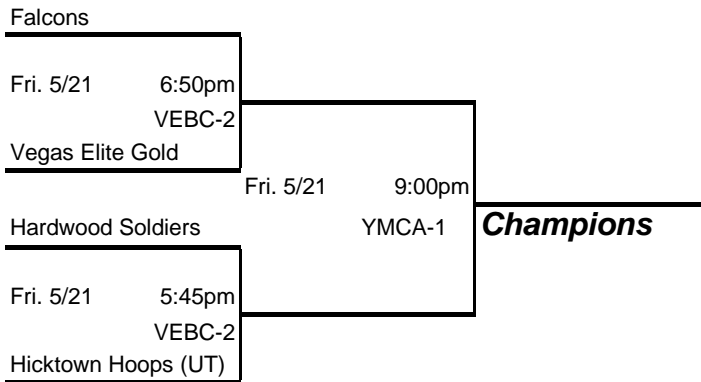 Falcons
Fri. 5/21 6:50pm
VEBC-2
Vegas Elite Gold
Fri. 5/21 9:00pm
Hardwood Soldiers YMCA-1 Champions
Fri. 5/21 5:45pm
VEBC-2
Hicktown Hoops (UT)